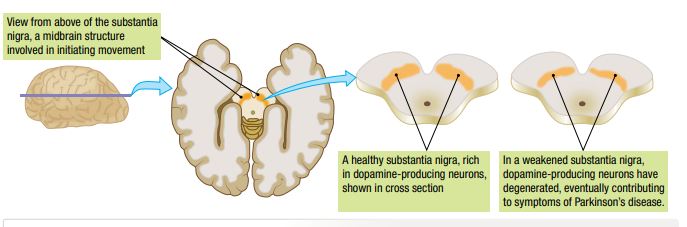 View from above of the substantia
nigra, a midbrain structure
involved in initiating movement
A healthy substantia nigra, rich
in dopamine-producing neurons,
shown in cross section
In a weakened substantia nigra,
dopamine-producing neurons have
degenerated, eventually contributing
to symptoms of Parkinson’s disease.